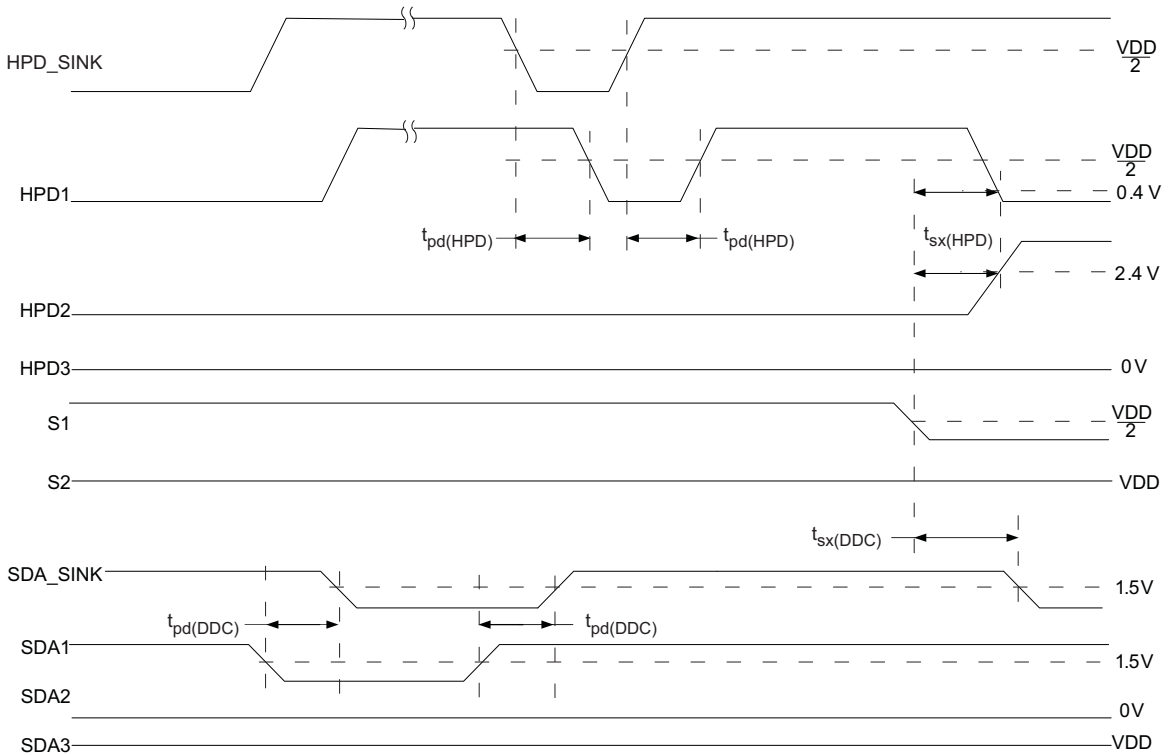 HPD_SINK
VDD
2
HPD1
VDD
2
0.4 V
tpd(HPD)
tpd(HPD)
tsx(HPD)
HPD2
2.4 V
HPD3
0 V
S1
VDD
2
S2
VDD
tsx(DDC)
SDA_SINK
1.5V
tpd(DDC)
tpd(DDC)
SDA1
1.5V
SDA2
0V
SDA3
VDD